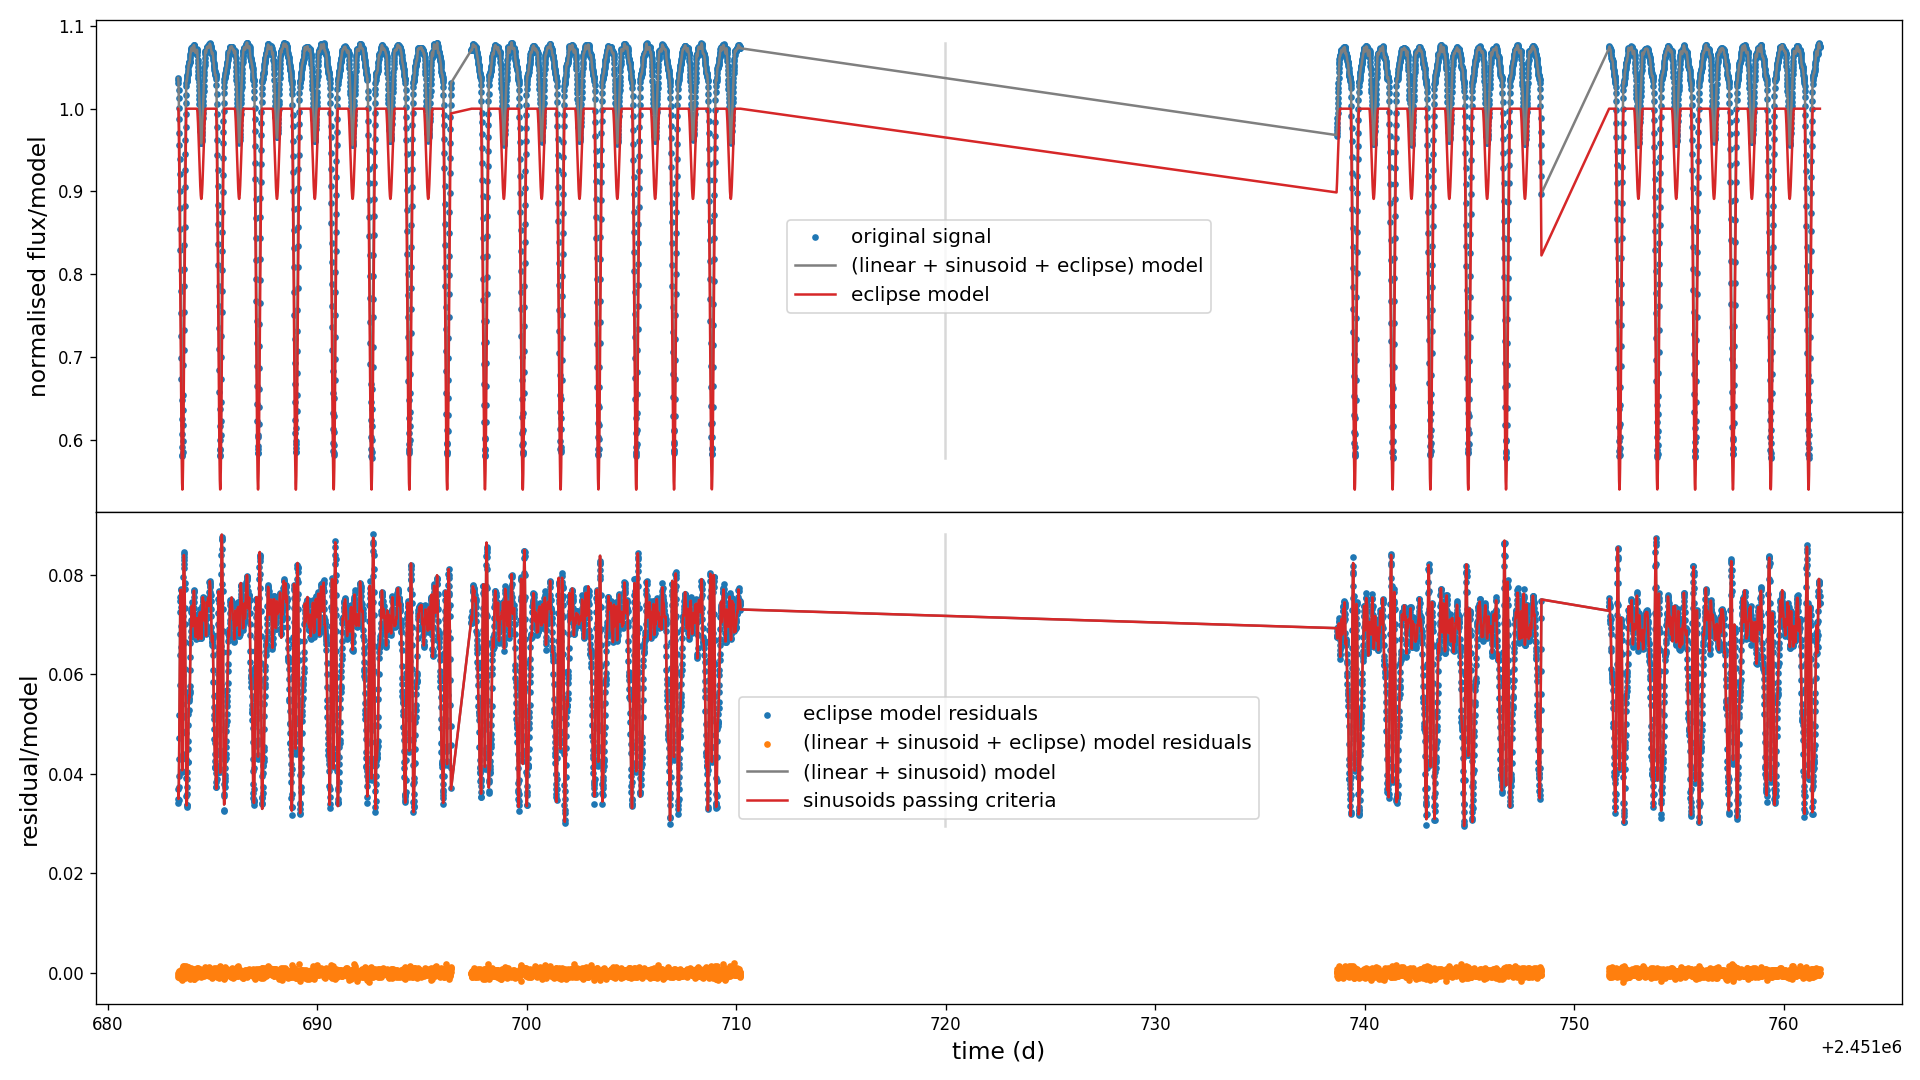 1.1
1.0
0.9
0.8
0.7
0.6
normalised flux/model
original signal
(linear + sinusoid + eclipse) model
eclipse model
0.08
0.06
0.04
0.02
0.00
residual/model
eclipse model residuals
(linear + sinusoid + eclipse) model residuals
(linear + sinusoid) model
sinusoids passing criteria
680 690 700 710 720 730 740 750 760
time (d)
+2.451e6